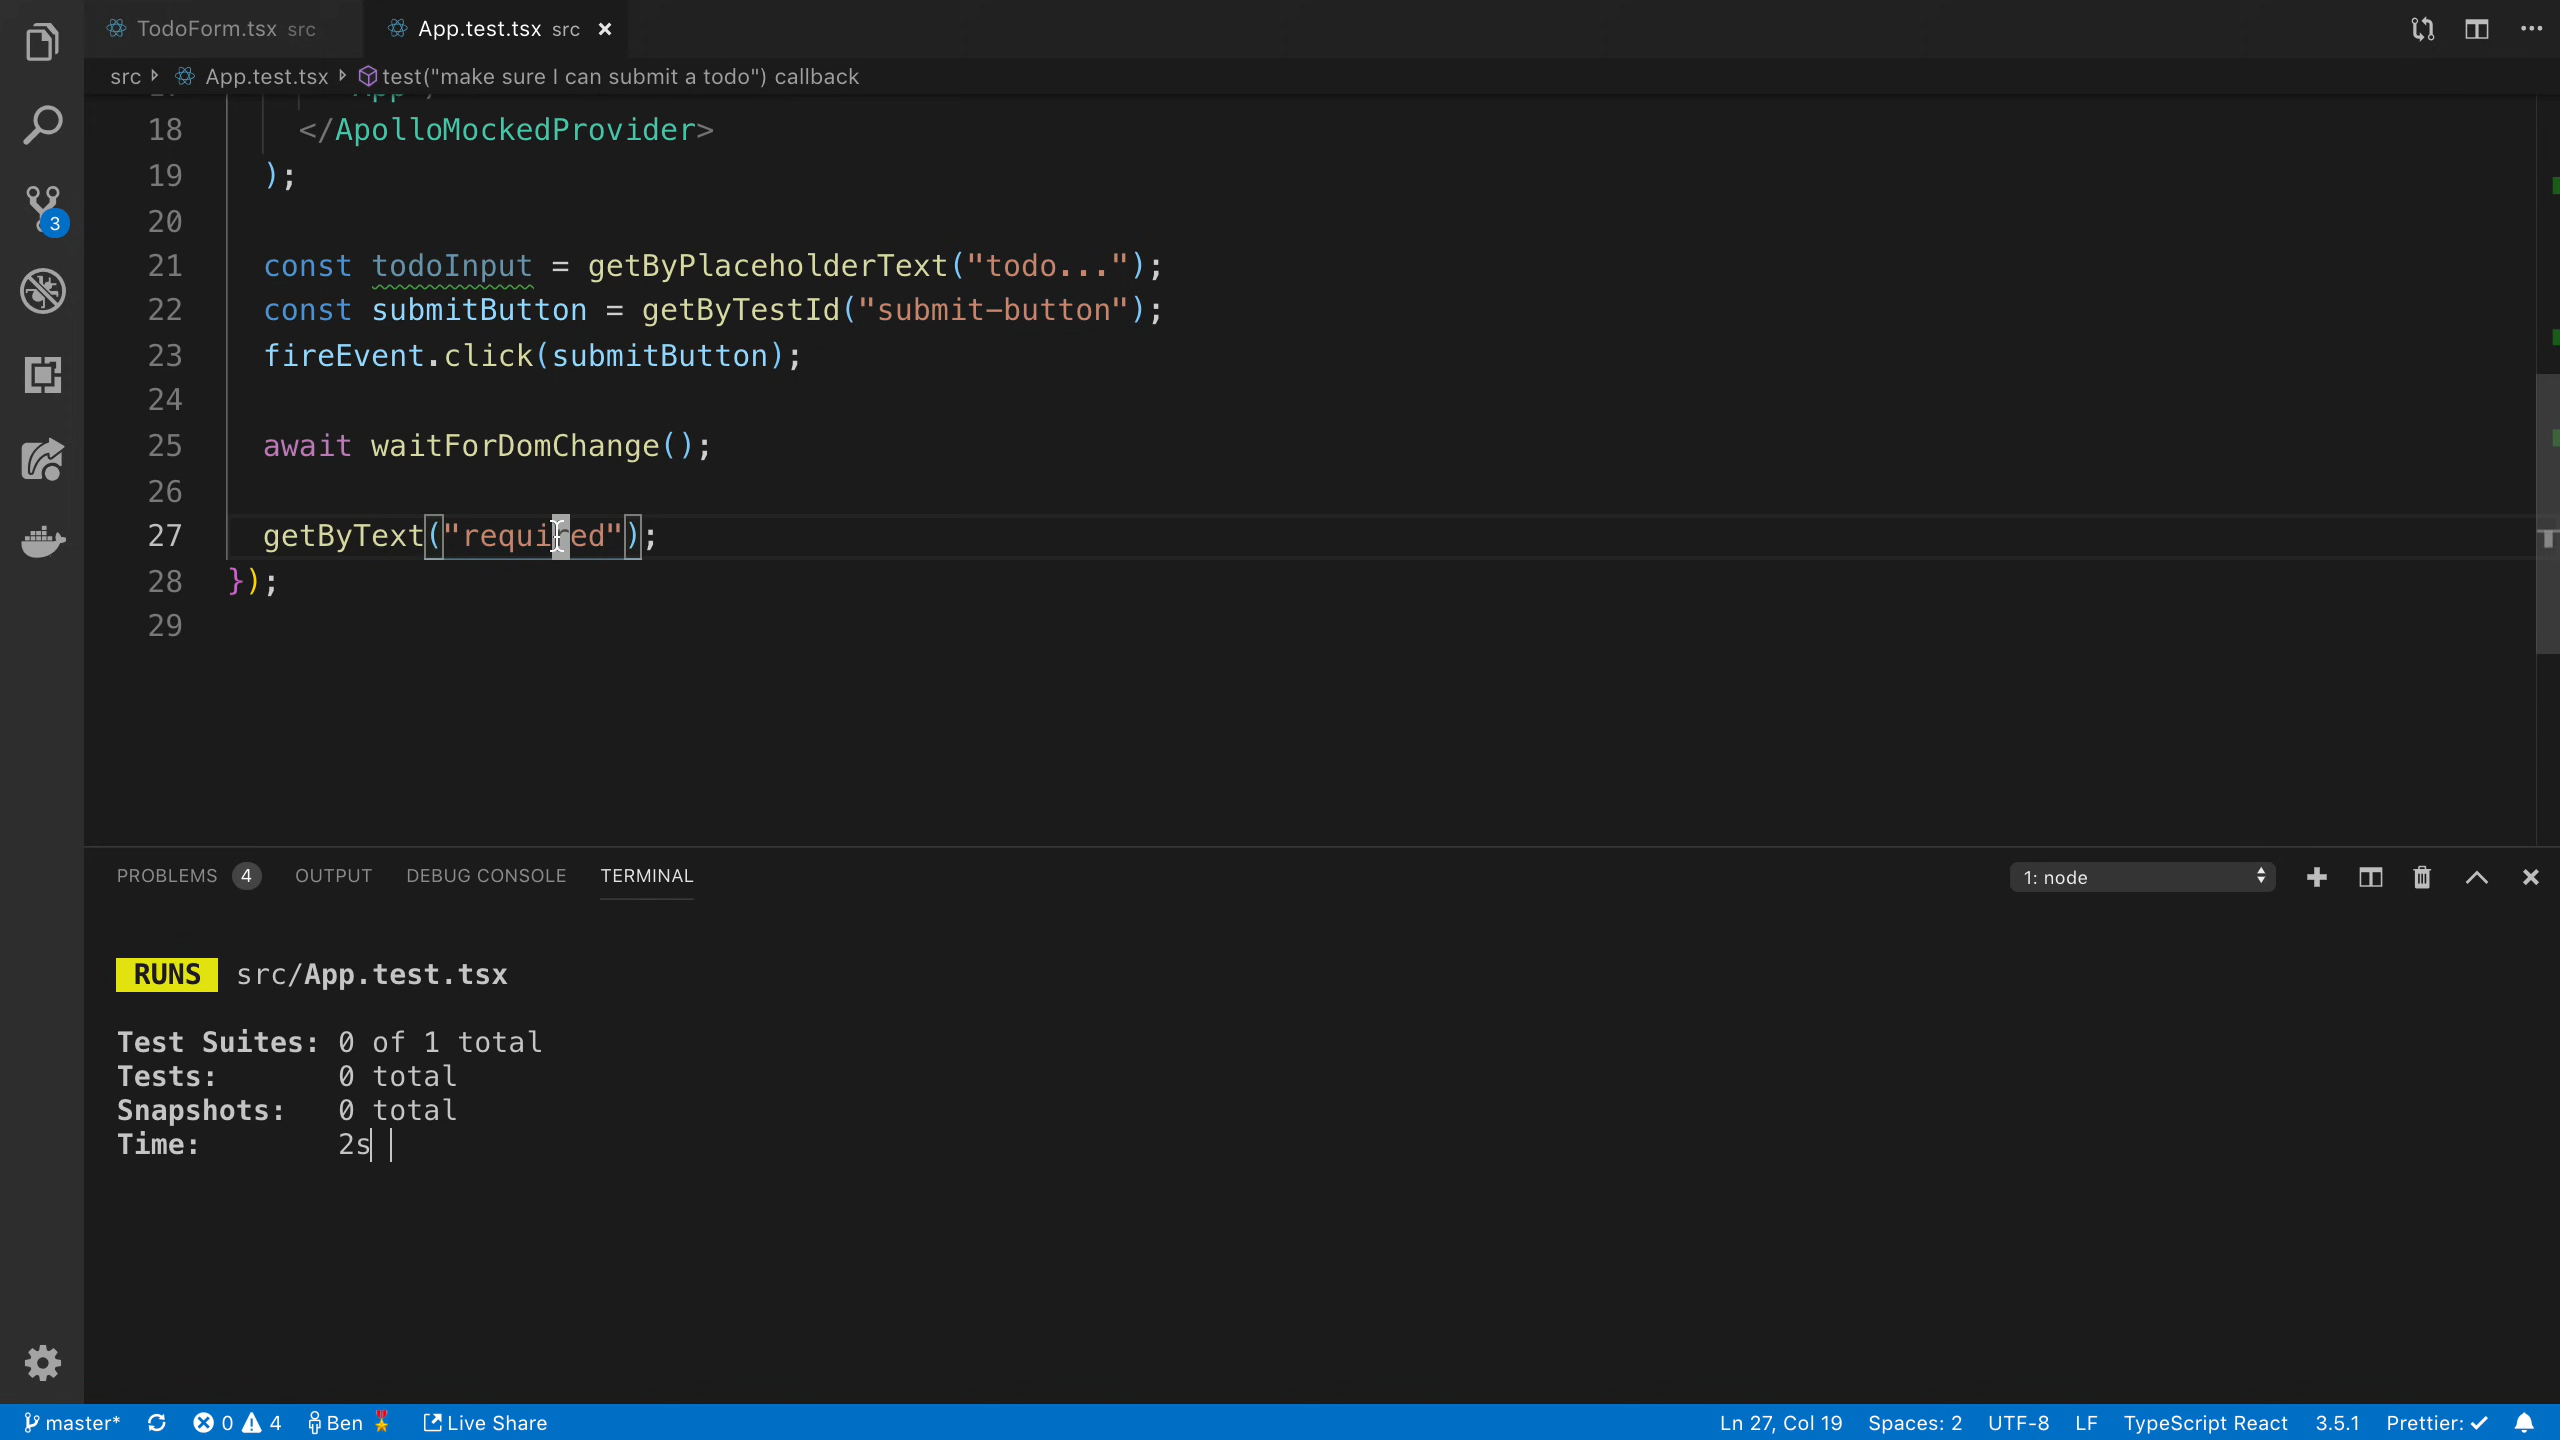 TodoForm.tsx src
App.test.tsx src
src App.test.tsx test("make sure I can submit a todo") callback
18 </ApolloMockedProvider>
19 );
20
21 const todoInput = getByPlaceholderText("todo...");
22 const submitButton = getByTestId("submit-button");
23 fireEvent.click(submitButton);
24
25 await waitForDomChange();
26
27 getByText("required");
28 });
29
3
PROBLEMS 4 OUTPUT DEBUG CONSOLE TERMINAL
1: node
RUNS src/App.test.tsx
Test Suites: 0 of 1 total
Tests: 0 total
Snapshots: 0 total
Time: 2s
master* 0 4 Ben Live Share Ln 27, Col 19 Spaces: 2 UTF-8 LF TypeScript React 3.5.1 Prettier: ✓